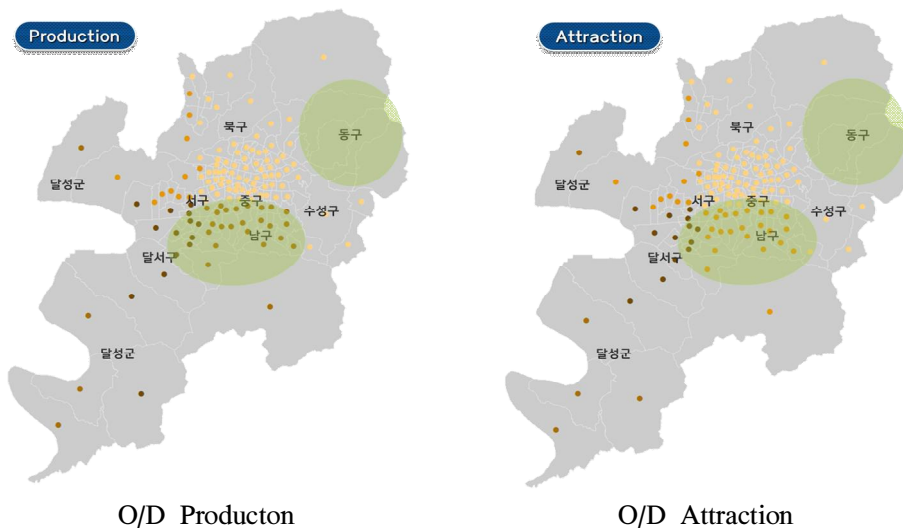 Production
북구
동구
달성군
서구
중구
수성구
남구
달서구
달성군
O/D Producton
Attraction
북구
동구
달성군
서구
중구
수성구
남구
달서구
달성군
O/D Attraction